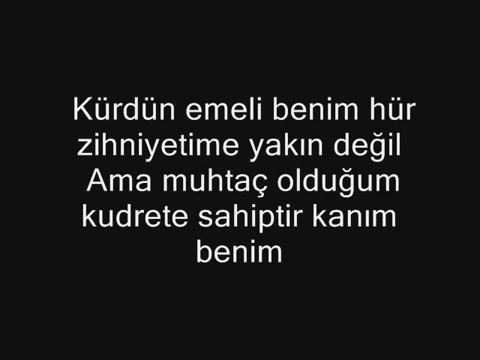 Kürdün emeli benim hür
zihniyetime yakın değil
Ama muhtaç olduğum
kudrete sahiptir kanım
benim